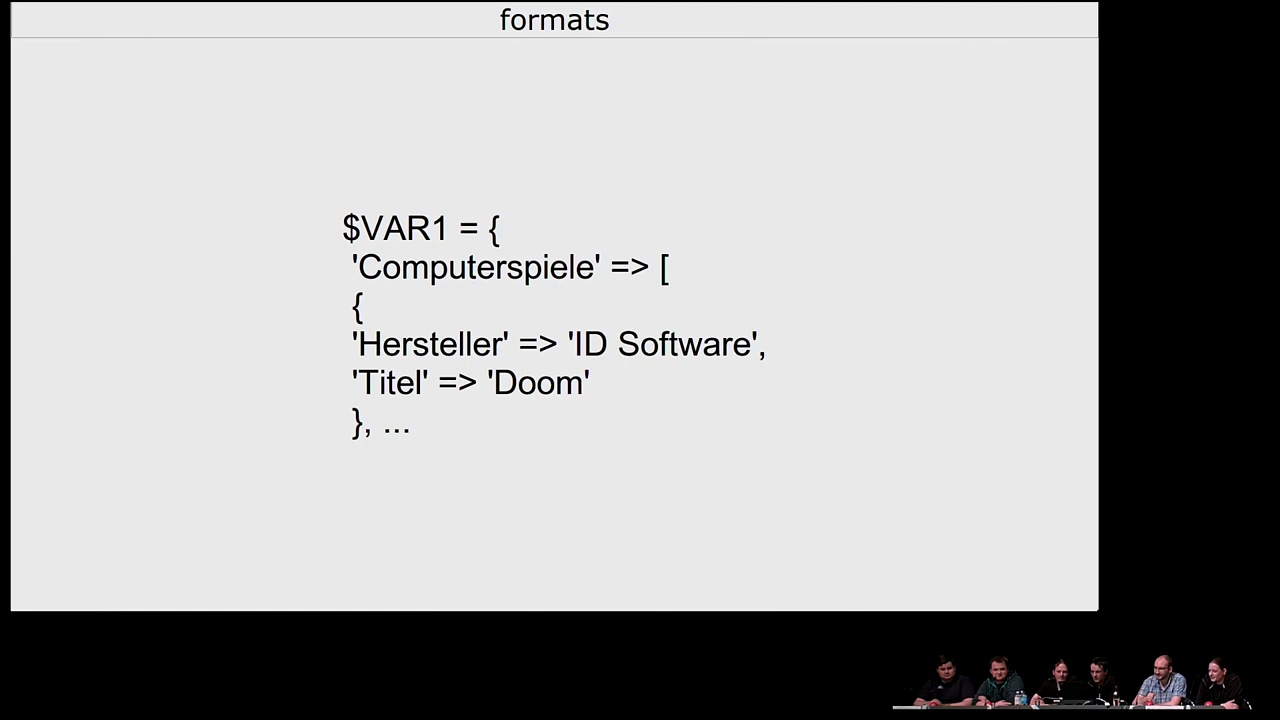 formats
$VAR1 = {
'Computerspiele' => [
{
'Hersteller' => 'ID Software',
'Titel' => 'Doom'
}, ...